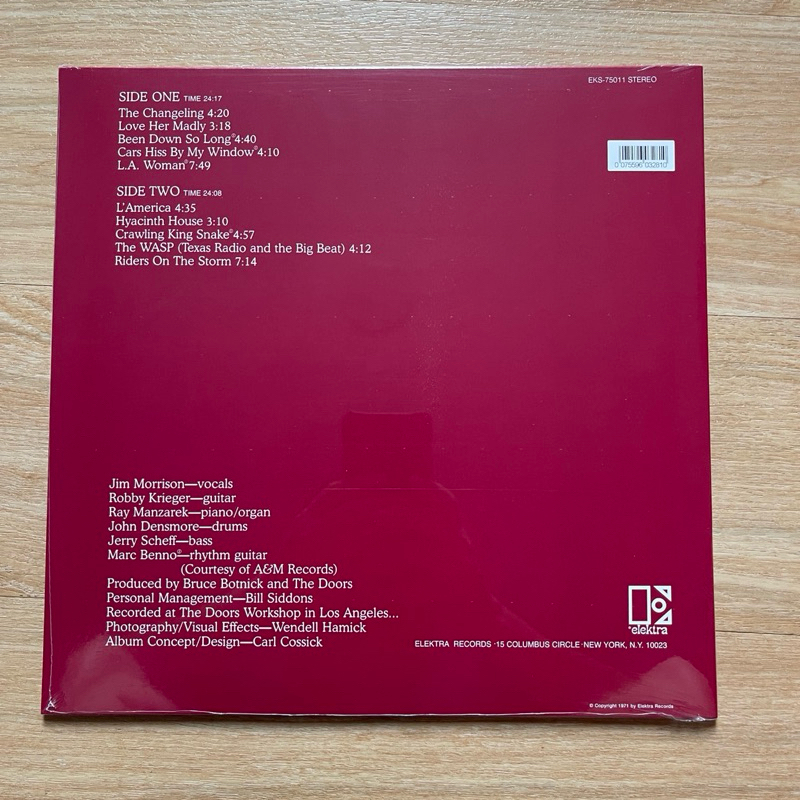 EKS-75011 STEREO
SIDE ONE TIME 24:17
The Changeling 4:20
Love Her Madly 3:18
Been Down So Long°4:40
Cars Hiss By My Window°4:10
L.A. Woman°7:49
0 075596 032810
SIDE TWO TIME 24:08
L'America 4:35
Hyacinth House 3:10
Crawling King Snake°4:57
The WASP (Texas Radio and the Big Beat) 4:12
Riders On The Storm 7:14
Jim Morrison—vocals
Robby Krieger—guitar
Ray Manzarek—piano/organ
John Densmore—drums
Jerry Scheff—bass
Marc Benno°—rhythm guitar
(Courtesy of A&M Records)
Produced by Bruce Botnick and The Doors
Personal Management—Bill Siddons
Recorded at The Doors Workshop in Los Angeles...
Photography/Visual Effects—Wendell Hamick
Album Concept/Design—Carl Cossick
elektra
ELEKTRA RECORDS ·15 COLUMBUS CIRCLE·NEW YORK, N.Y. 10023
© Copyright 1971 by Elektra Records